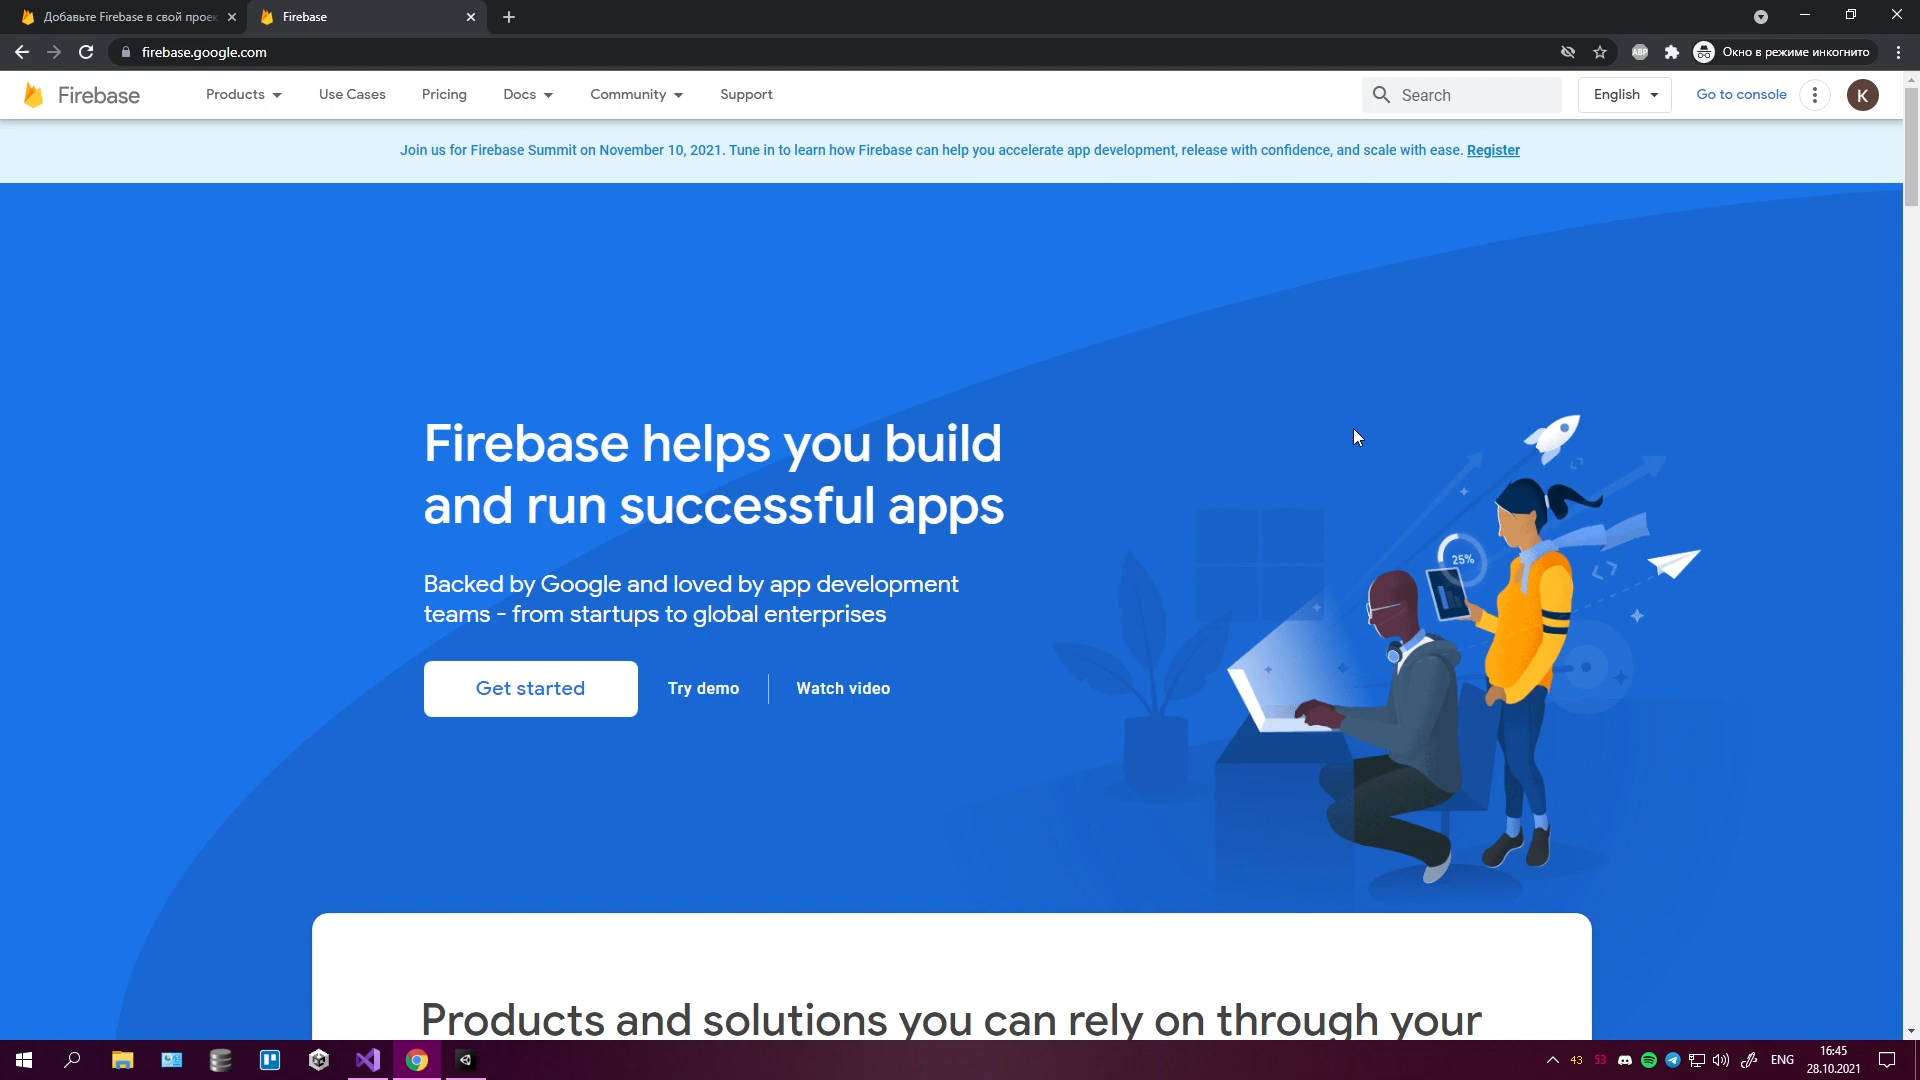 Добавьте Firebase в свой проек
Firebase
firebase.google.com
ABP
Окно в режиме инкогнито
Firebase
Products
Use Cases
Pricing
Docs
Community
Support
Search
English
Go to console
K
Join us for Firebase Summit on November 10, 2021. Tune in to learn how Firebase can help you accelerate app development, release with confidence, and scale with ease. Register
Firebase helps you build
and run successful apps
Backed by Google and loved by app development
teams - from startups to global enterprises
Get started
Try demo
Watch video
25%
Products and solutions you can rely on through your
43
53
ENG
16:45
28.10.2021